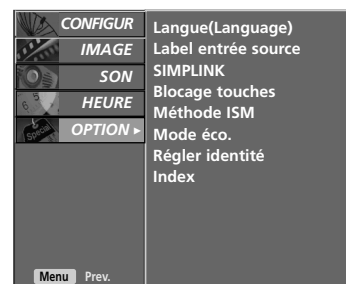 CONFIGUR
IMAGE
SON
HEURE
OPTION ▸
Special
Langue(Language)
Label entrée source
SIMPLINK
Blocage touches
Méthode ISM
Mode éco.
Régler identité
Index
Menu Prev.